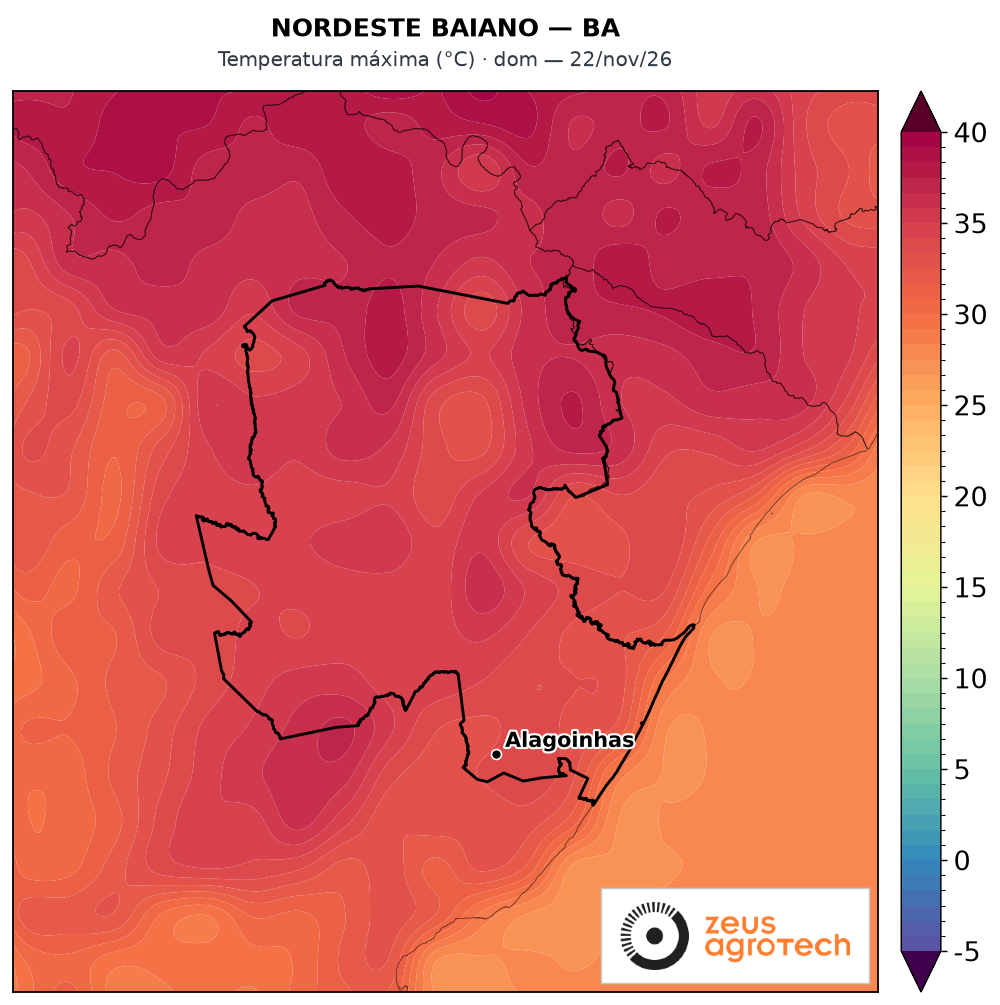 NORDESTE BAIANO — BA
Temperatura máxima (°C) · dom — 22/nov/26
40
35
30
25
20
15
10
5
0
-5
Alagoinhas
zeus
agrotech